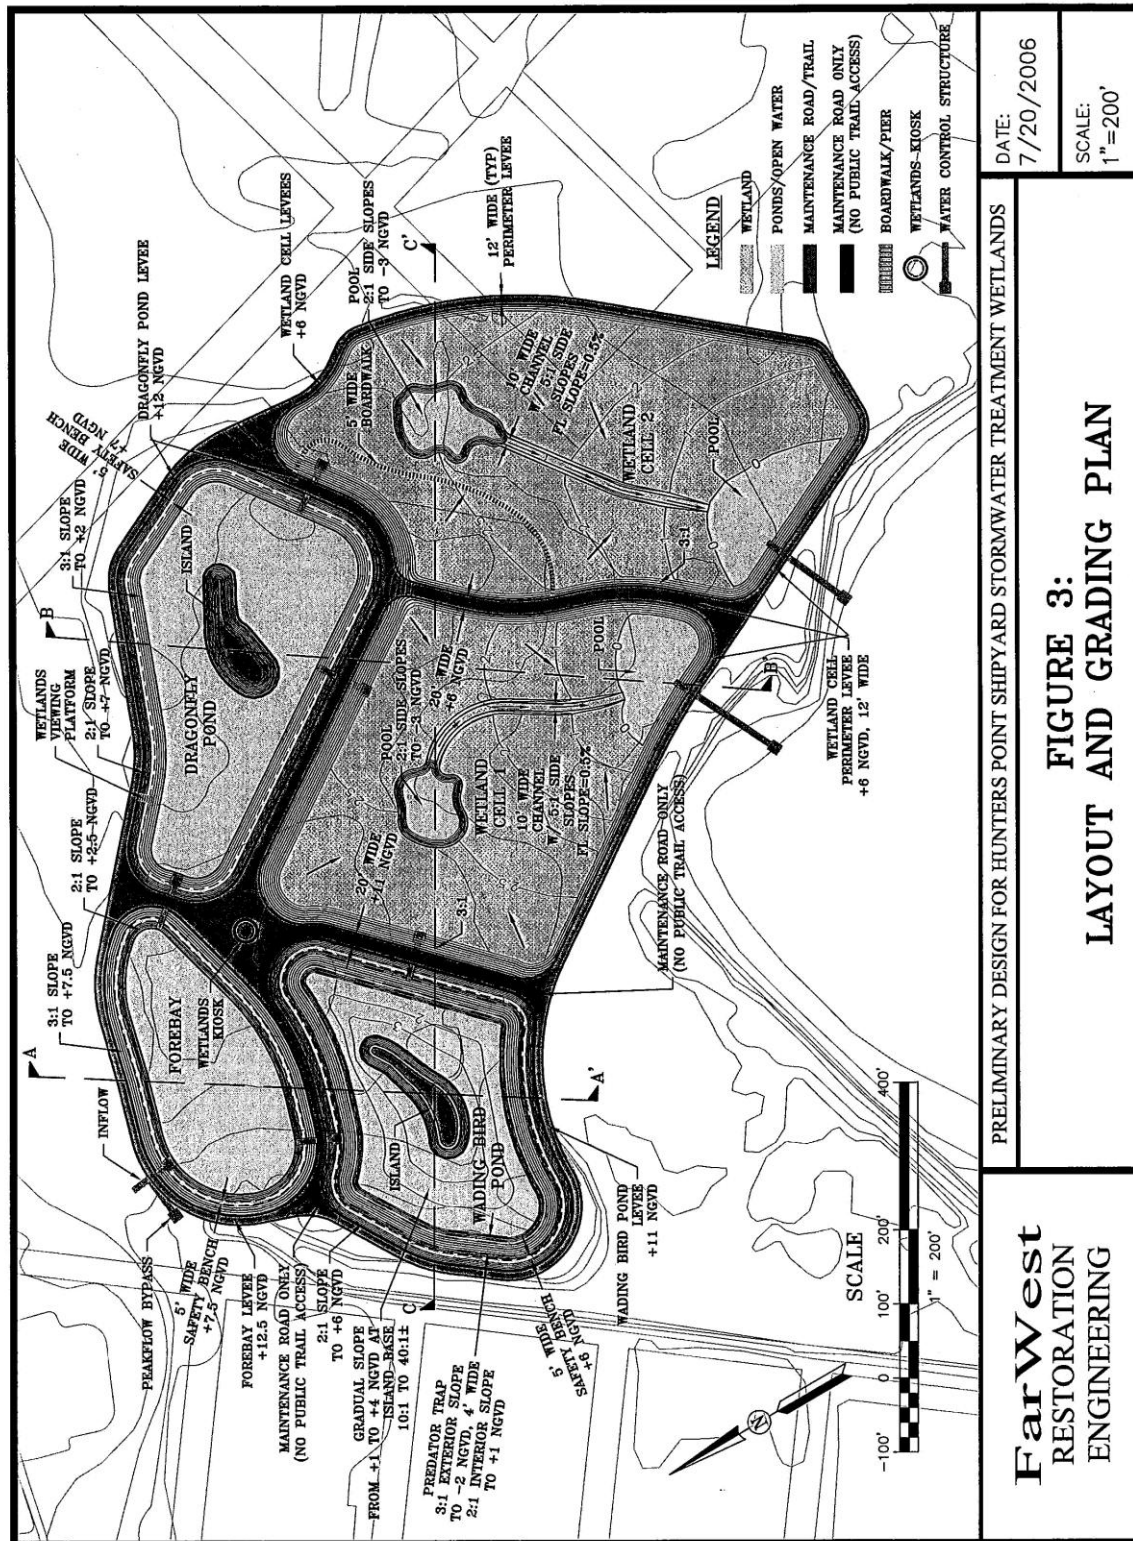 PEAKFLOW BYPASS
INFLOW
A
5' WIDE
SAFETY BENCH
+7.5 NGVD
FOREBAY LEVEE
+12.5 NGVD
MAINTENANCE ROAD ONLY
(NO PUBLIC TRAIL ACCESS)
2:1 SLOPE
TO +6 NGVD
GRADUAL SLOPE
FROM +1 TO +4 NGVD AT
ISLAND BASE
10:1 TO 40:1±
PREDATOR TRAP
3:1 EXTERIOR SLOPE
TO -2 NGVD, 4' WIDE
2:1 INTERIOR SLOPE
TO +1 NGVD
C
5' WIDE
SAFETY BENCH
+6 NGVD
WADING BIRD POND
LEVEE
+11 NGVD
3:1 SLOPE
TO +7.5 NGVD
2:1 SLOPE
TO +2.5 NGVD
WETLANDS
VIEWING
PLATFORM
2:1 SLOPE
TO +7 NGVD
B
3:1 SLOPE
TO +2 NGVD
5' WIDE
SAFETY BENCH
+7 NGVD
DRAGONFLY POND LEVEE
+12 NGVD
WETLAND CELL LEVEES
+6 NGVD
POOL
2:1 SIDE SLOPES
TO -3 NGVD
C'
12' WIDE (TYP)
PERIMETER LEVEE
FOREBAY
WETLANDS
KIOSK
DRAGONFLY
POND
ISLAND
ISLAND
WADING BIRD
POND
A'
20' WIDE
+11 NGVD
3:1
POOL
2:1 SIDE SLOPES
TO -3 NGVD
20' WIDE
+6 NGVD
WETLAND
CELL 1
10' WIDE
CHANNEL
W/ 5:1 SIDE
SLOPES
FL SLOPE=0.5%
POOL
5' WIDE
BOARDWALK
10' WIDE
CHANNEL
W/ 5:1 SIDE
SLOPES
FL SLOPE=0.5%
WETLAND
CELL 2
POOL
3:1
B'
MAINTENANCE ROAD ONLY
(NO PUBLIC TRAIL ACCESS)
WETLAND CELL
PERIMETER LEVEE
+6 NGVD, 12' WIDE
LEGEND
WETLAND
PONDS/OPEN WATER
MAINTENANCE ROAD/TRAIL
MAINTENANCE ROAD ONLY
(NO PUBLIC TRAIL ACCESS)
BOARDWALK/PIER
WETLANDS KIOSK
WATER CONTROL STRUCTURE
N
SCALE
-100' 0 100' 200' 400'
1" = 200'
FarWest
RESTORATION
ENGINEERING
PRELIMINARY DESIGN FOR HUNTERS POINT SHIPYARD STORMWATER TREATMENT WETLANDS
FIGURE 3:
LAYOUT AND GRADING PLAN
DATE:
7/20/2006
SCALE:
1"=200'